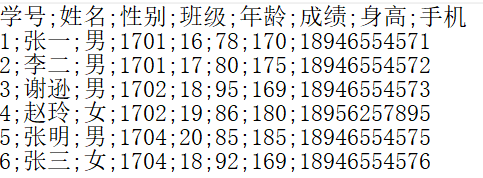 学号;姓名;性别;班级;年龄;成绩;身高;手机
1;张一;男;1701;16;78;170;18946554571
2;李二;男;1701;17;80;175;18946554572
3;谢逊;男;1702;18;95;169;18946554573
4;赵玲;女;1702;19;86;180;18956257895
5;张明;男;1704;20;85;185;18946554575
6;张三;女;1704;18;92;169;18946554576